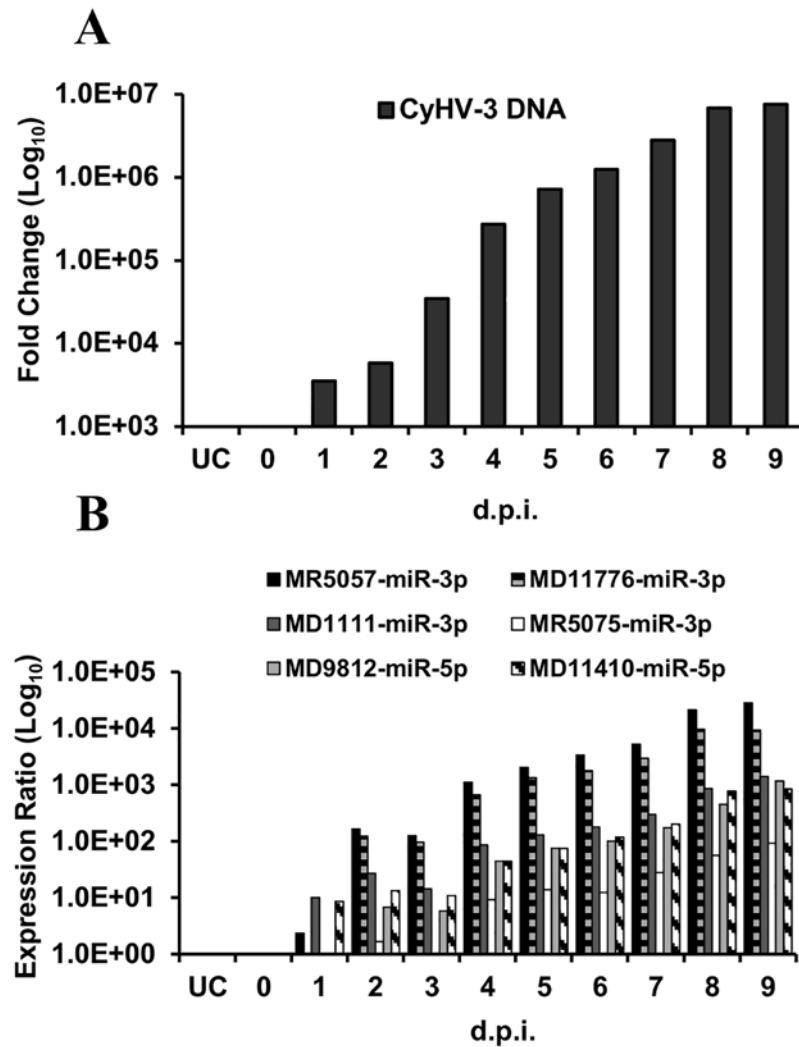 A
CyHV-3 DNA
Fold Change (Log10)
1.0E+07
1.0E+06
1.0E+05
1.0E+04
1.0E+03
UC 0 1 2 3 4 5 6 7 8 9
d.p.i.
B
MR5057-miR-3p MD11776-miR-3p
MD1111-miR-3p MR5075-miR-3p
MD9812-miR-5p MD11410-miR-5p
Expression Ratio (Log10)
1.0E+05
1.0E+04
1.0E+03
1.0E+02
1.0E+01
1.0E+00
UC 0 1 2 3 4 5 6 7 8 9
d.p.i.